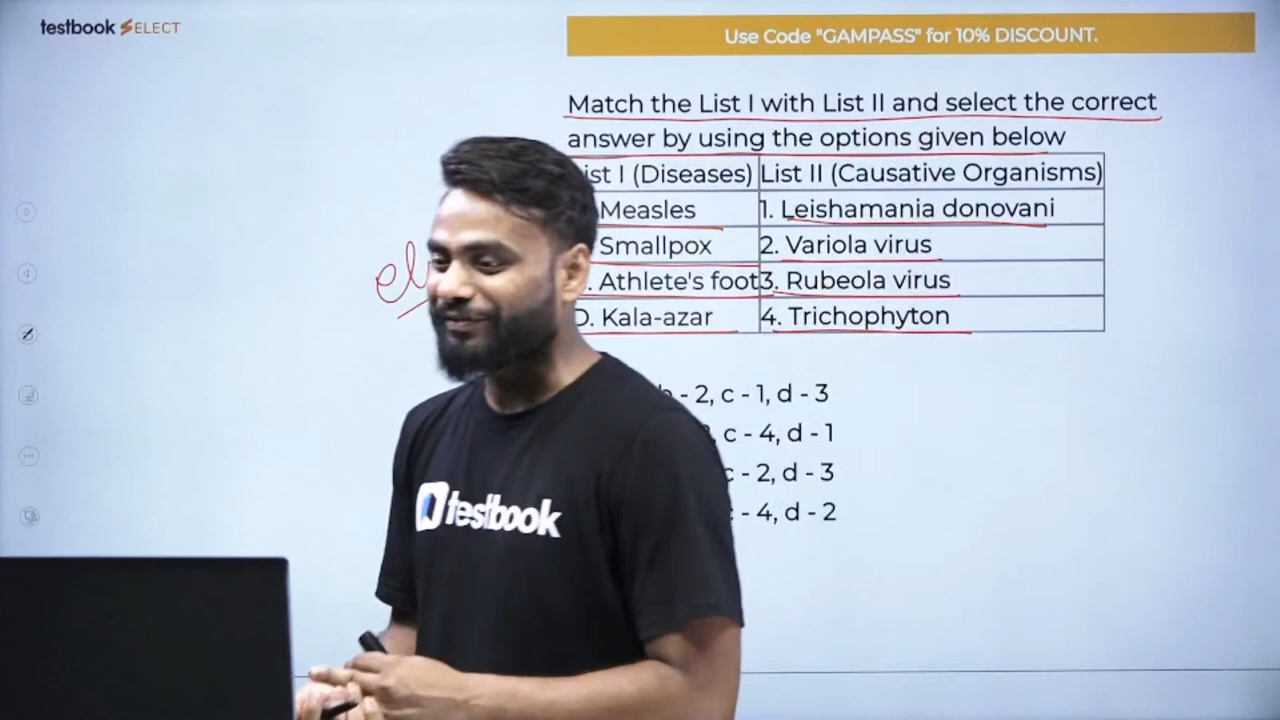 testbook SELECT
Use Code "GAMPASS" for 10% DISCOUNT.
Match the List I with List II and select the correct
answer by using the options given below
List I (Diseases) List II (Causative Organisms)
Measles 1. Leishamania donovani
Smallpox 2. Variola virus
. Athlete's foot 3. Rubeola virus
D. Kala-azar 4. Trichophyton
- 2, c - 1, d - 3
, c - 4, d - 1
c - 2, d - 3
- 4, d - 2
testbook